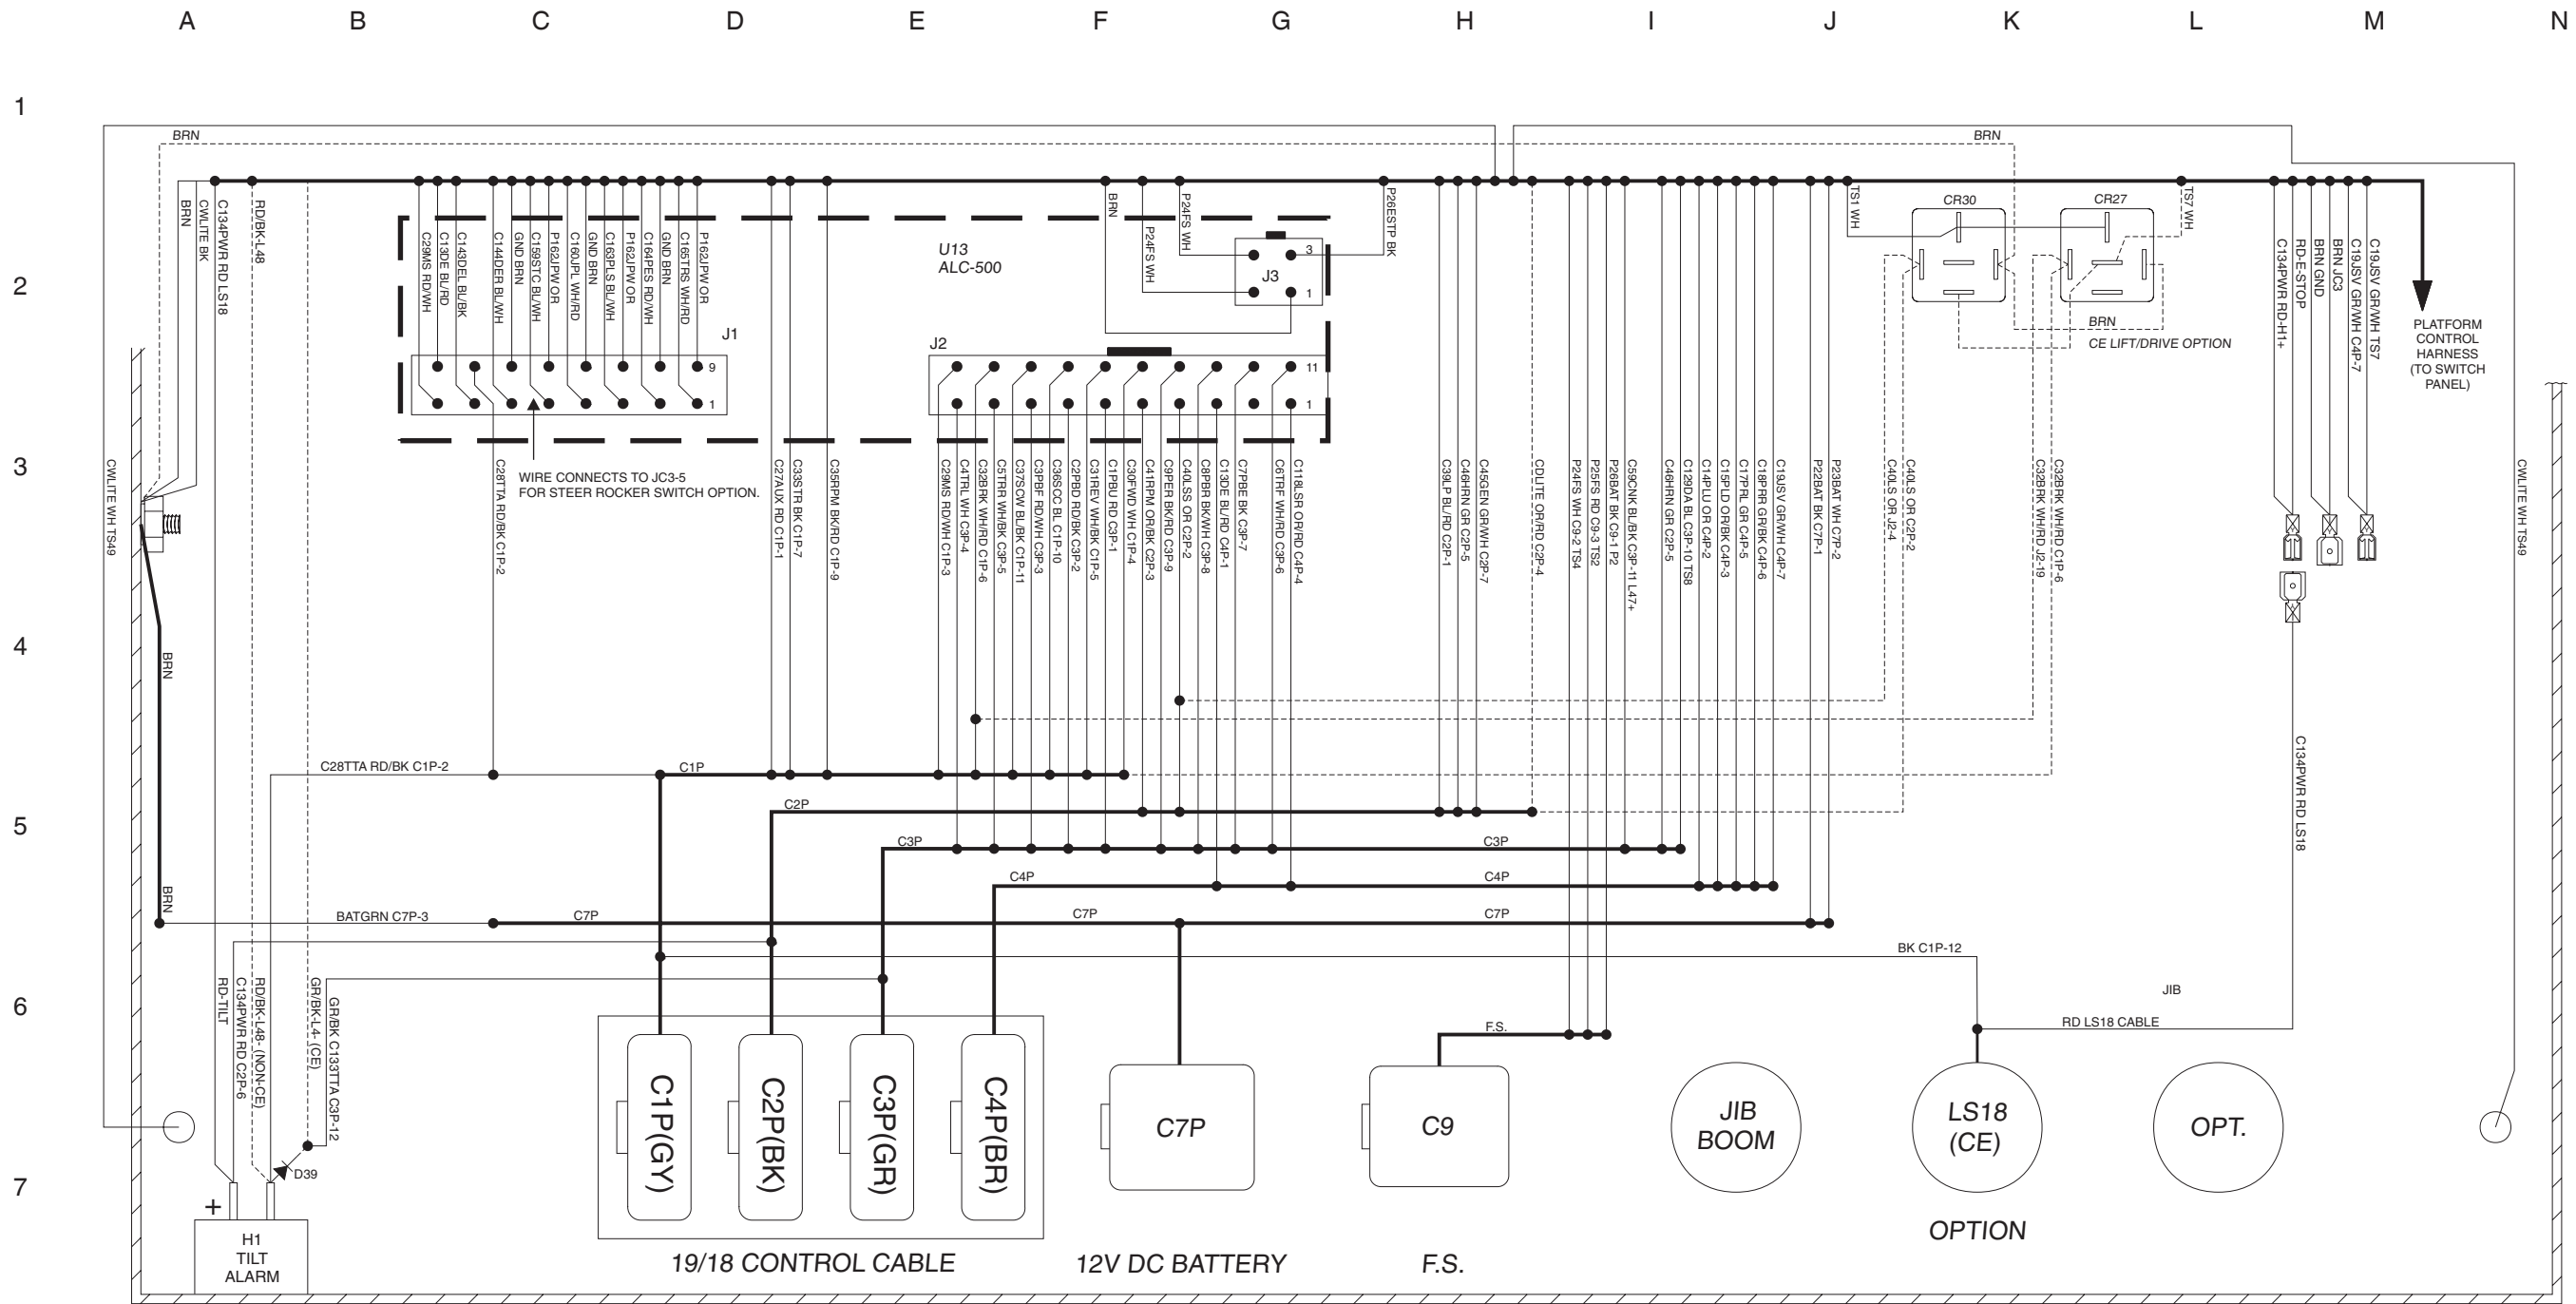 A B C D E F G H I J K L M N
1
2
3
4
5
6
7
BRN
BRN
BRN
CWLITE BK
C134PWR RD LS18
RD/BK-L48
C29MS RD/WH
C13DE BL/RD
C143DEL BL/BK
C144DER BL/WH
GND BRN
C159STC BL/WH
P162JPW OR
C160JPL WH/RD
GND BRN
C163PLS BL/WH
P162JPW OR
C164PES RD/WH
GND BRN
C165TRS WH/RD
P162JPW OR
J1
9
1
U13
ALC-500
BRN
P24FS WH
P24FS WH
3
J3
1
P26ESTP BK
J2
11
1
TS1 WH
CR30
CR27
TS7 WH
BRN
CE LIFT/DRIVE OPTION
C134PWR RD-H1+
RD-E-STOP
BRN GND
BRN JC3
C19JSV GR/WH C4P-7
C19JSV GR/WH TS7
PLATFORM
CONTROL
HARNESS
(TO SWITCH
PANEL)
CWLITE WH TS49
C28TTA RD/BK C1P-2
WIRE CONNECTS TO JC3-5
FOR STEER ROCKER SWITCH OPTION.
C27AUX RD C1P-1
C33STR BK C1P-7
C35RPM BK/RD C1P-9
C29MS RD/WH C1P-3
C4TRL WH C3P-4
C32BRK WH/RD C1P-6
C5TRR WH/BK C3P-5
C37SCW BL/BK C1P-11
C3PBF RD/WH C3P-3
C36SCC BL C1P-10
C2PBD RD/BK C3P-2
C31REV WH/BK C1P-5
C1PBU RD C3P-1
C30FWD WH C1P-4
C41RPM OR/BK C2P-3
C9PER BK/RD C3P-9
C40LSS OR C2P-2
C8PBR BK/WH C3P-8
C13DE BL/RD C4P-1
C7PBE BK C3P-7
C6TRF WH/RD C3P-6
C118LSR OR/RD C4P-4
C39LP BL/RD C2P-1
C46HRN GR C2P-5
C45GEN GR/WH C2P-7
CDLITE OR/RD C2P-4
P24FS WH C9-2 TS4
P25FS RD C9-3 TS2
P26BAT BK C9-1 P2
C59CNK BL/BK C3P-11 L47+
C46HRN GR C2P-5
C129DA BL C3P-10 TS8
C14PLU OR C4P-2
C15PLD OR/BK C4P-3
C17PRL GR C4P-5
C18PRR GR/BK C4P-6
C19JSV GR/WH C4P-7
P22BAT BK C7P-1
P23BAT WH C7P-2
C40LS OR J2-4
C40LS OR C2P-2
C32BRK WH/RD J2-19
C32BRK WH/RD C1P-6
CWLITE WH TS49
BRN
C28TTA RD/BK C1P-2
C1P
C2P
C3P
C3P
C4P
C4P
BRN
BATGRN C7P-3
C7P
C7P
C7P
C134PWR RD LS18
BK C1P-12
JIB
RD LS18 CABLE
F.S.
RD-TILT
C134PWR RD C2P-6
RD/BK-L48- (NON-CE)
GR/BK-L4- (CE)
GR/BK C133TTA C3P-12
D39
+
H1
TILT
ALARM
C1P(GY)
C2P(BK)
C3P(GR)
C4P(BR)
C7P
C9
JIB
BOOM
LS18
(CE)
OPT.
19/18 CONTROL CABLE
12V DC BATTERY
F.S.
OPTION